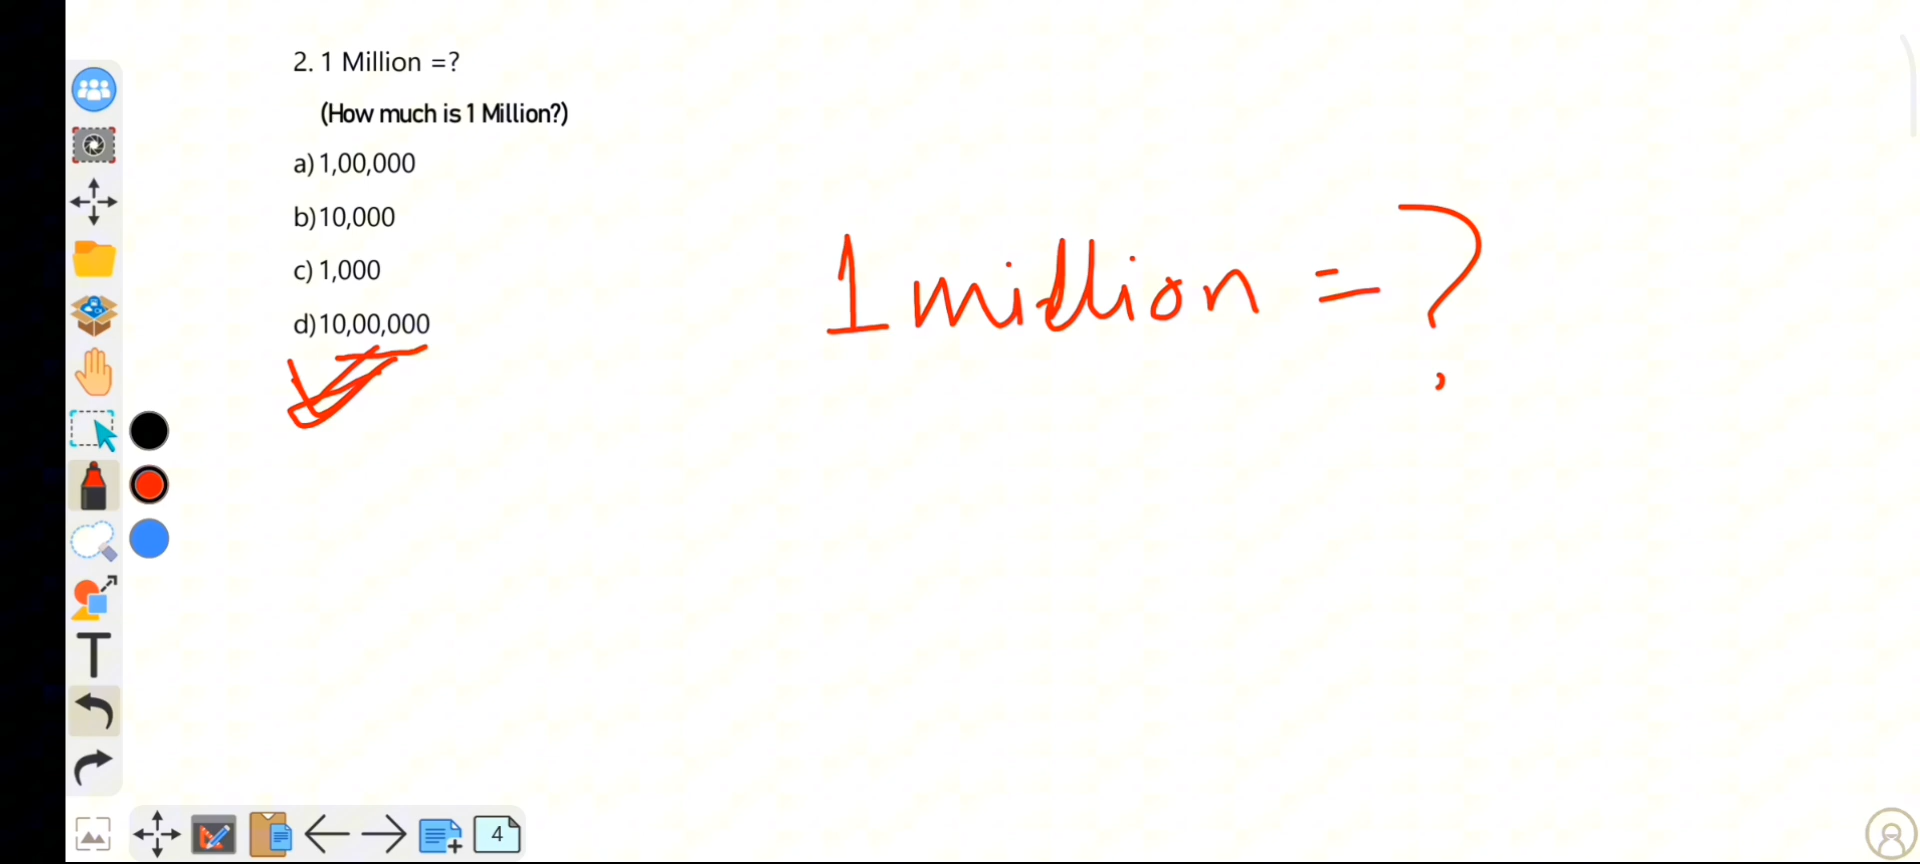 2. 1 Million =?
(How much is 1 Million?)
a) 1,00,000
b) 10,000
c) 1,000
d) 10,00,000
1 million = ?
T
4